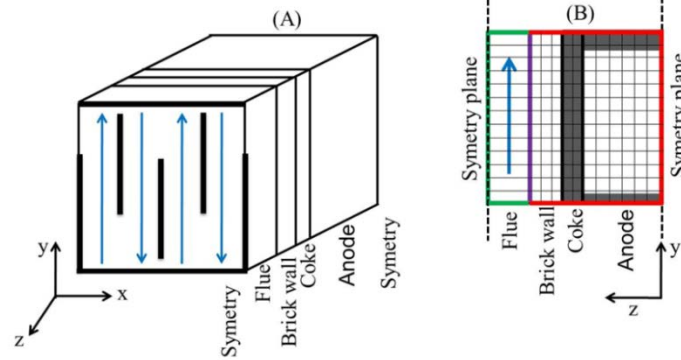 (A)
y
x
z
Symetry
Flue
Brick wall
Coke
Anode
Symetry
(B)
Symetry plane
Symetry plane
Flue
Brick wall
Coke
Anode
y
z